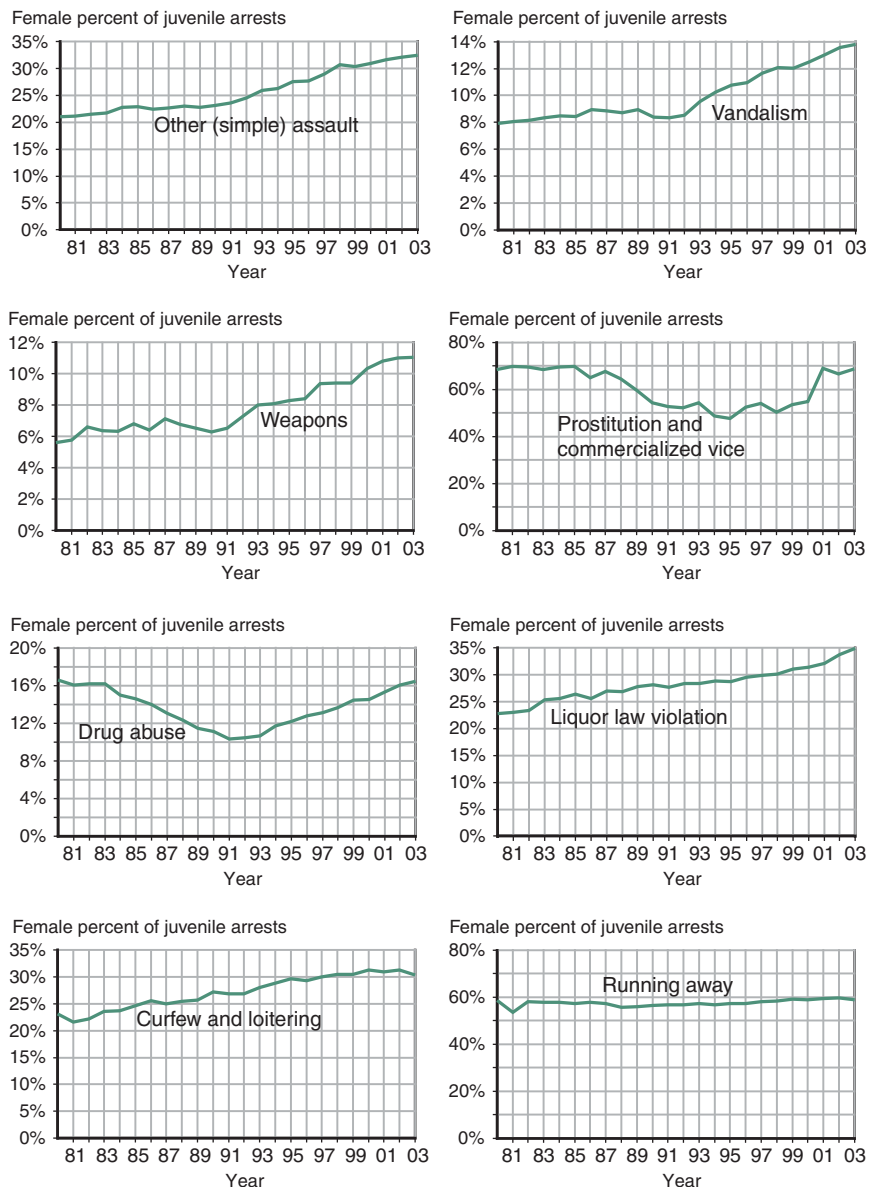 Female percent of juvenile arrests
35%
30%
25%
20%
15%
10%
5%
0%
Other (simple) assault
81 83 85 87 89 91 93 95 97 99 01 03
Year
Female percent of juvenile arrests
14%
12%
10%
8%
6%
4%
2%
0%
Vandalism
81 83 85 87 89 91 93 95 97 99 01 03
Year
Female percent of juvenile arrests
12%
10%
8%
6%
4%
2%
0%
Weapons
81 83 85 87 89 91 93 95 97 99 01 03
Year
Female percent of juvenile arrests
80%
60%
40%
20%
0%
Prostitution and
commercialized vice
81 83 85 87 89 91 93 95 97 99 01 03
Year
Female percent of juvenile arrests
20%
16%
12%
8%
4%
0%
Drug abuse
81 83 85 87 89 91 93 95 97 99 01 03
Year
Female percent of juvenile arrests
35%
30%
25%
20%
15%
10%
5%
0%
Liquor law violation
81 83 85 87 89 91 93 95 97 99 01 03
Year
Female percent of juvenile arrests
35%
30%
25%
20%
15%
10%
5%
0%
Curfew and loitering
81 83 85 87 89 91 93 95 97 99 01 03
Year
Female percent of juvenile arrests
80%
60%
40%
20%
0%
Running away
81 83 85 87 89 91 93 95 97 99 01 03
Year